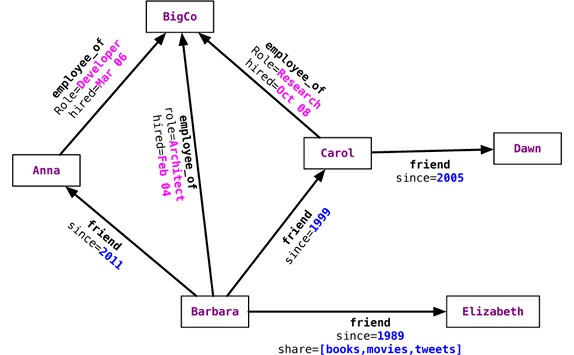 BigCo
employee_of
Role=Developer
hired=Mar 06
employee_of
role=Architect
hired=Feb 04
employee_of
Role=Research
hired=Oct 08
Anna
Carol
Dawn
friend
since=2005
friend
since=2011
friend
since=1999
Barbara
Elizabeth
friend
since=1989
share=[books,movies,tweets]